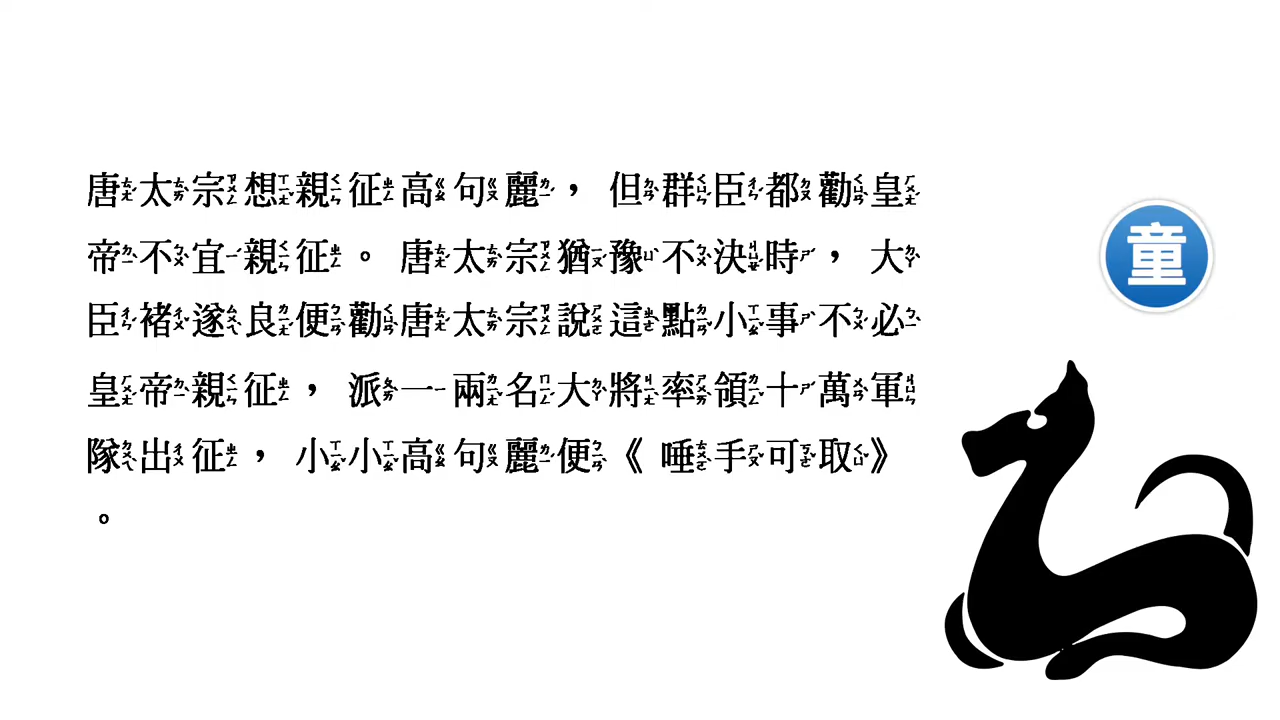 唐太宗想親征高句麗，但群臣都勸皇
帝不宜親征。唐太宗猶豫不決時，大
臣褚遂良便勸唐太宗說這點小事不必
皇帝親征，派一兩名大將率領十萬軍
隊出征，小小高句麗便《唾手可取》
。
童